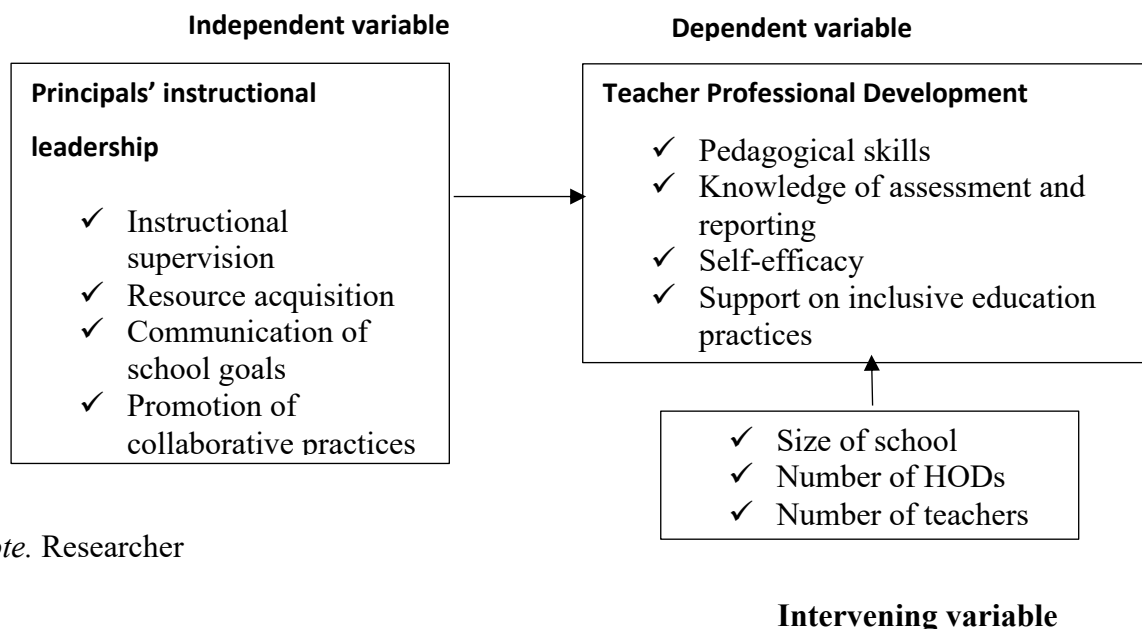 Independent variable
Dependent variable
Principals' instructional
leadership
✓ Instructional
supervision
✓ Resource acquisition
✓ Communication of
school goals
✓ Promotion of
collaborative practices
Teacher Professional Development
✓ Pedagogical skills
✓ Knowledge of assessment and
reporting
✓ Self-efficacy
✓ Support on inclusive education
practices
✓ Size of school
✓ Number of HODs
✓ Number of teachers
ote. Researcher
Intervening variable